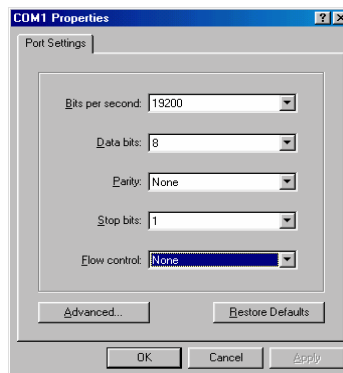 COM1 Properties
Port Settings
Bits per second: 19200
Data bits: 8
Parity: None
Stop bits: 1
Flow control: None
Advanced... Restore Defaults
OK Cancel Apply